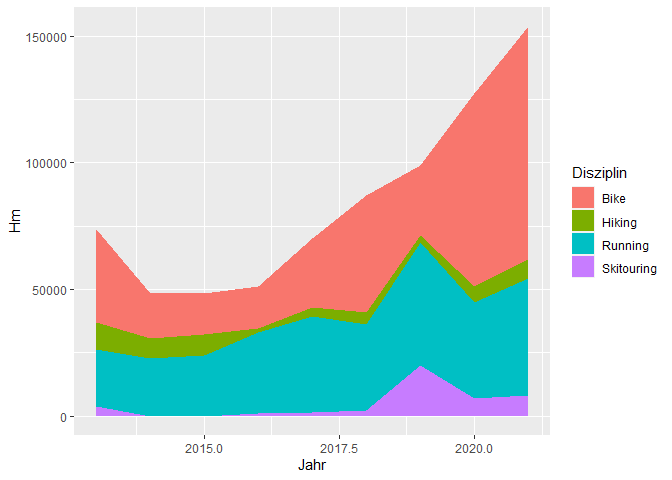 150000
100000
50000
0
Hm
2015.0
2017.5
2020.0
Jahr
Disziplin
Bike
Hiking
Running
Skitouring